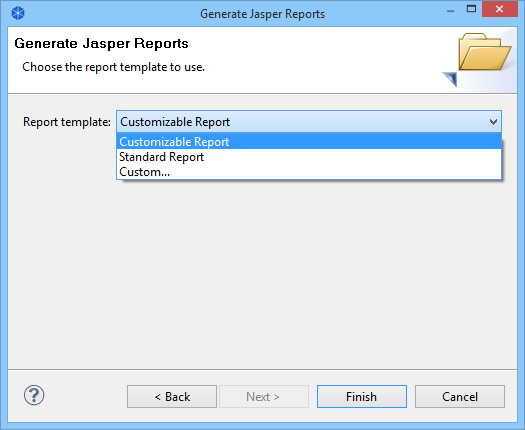 Generate Jasper Reports
Generate Jasper Reports
Choose the report template to use.
Report template: Customizable Report
Customizable Report
Standard Report
Custom...
? < Back Next > Finish Cancel